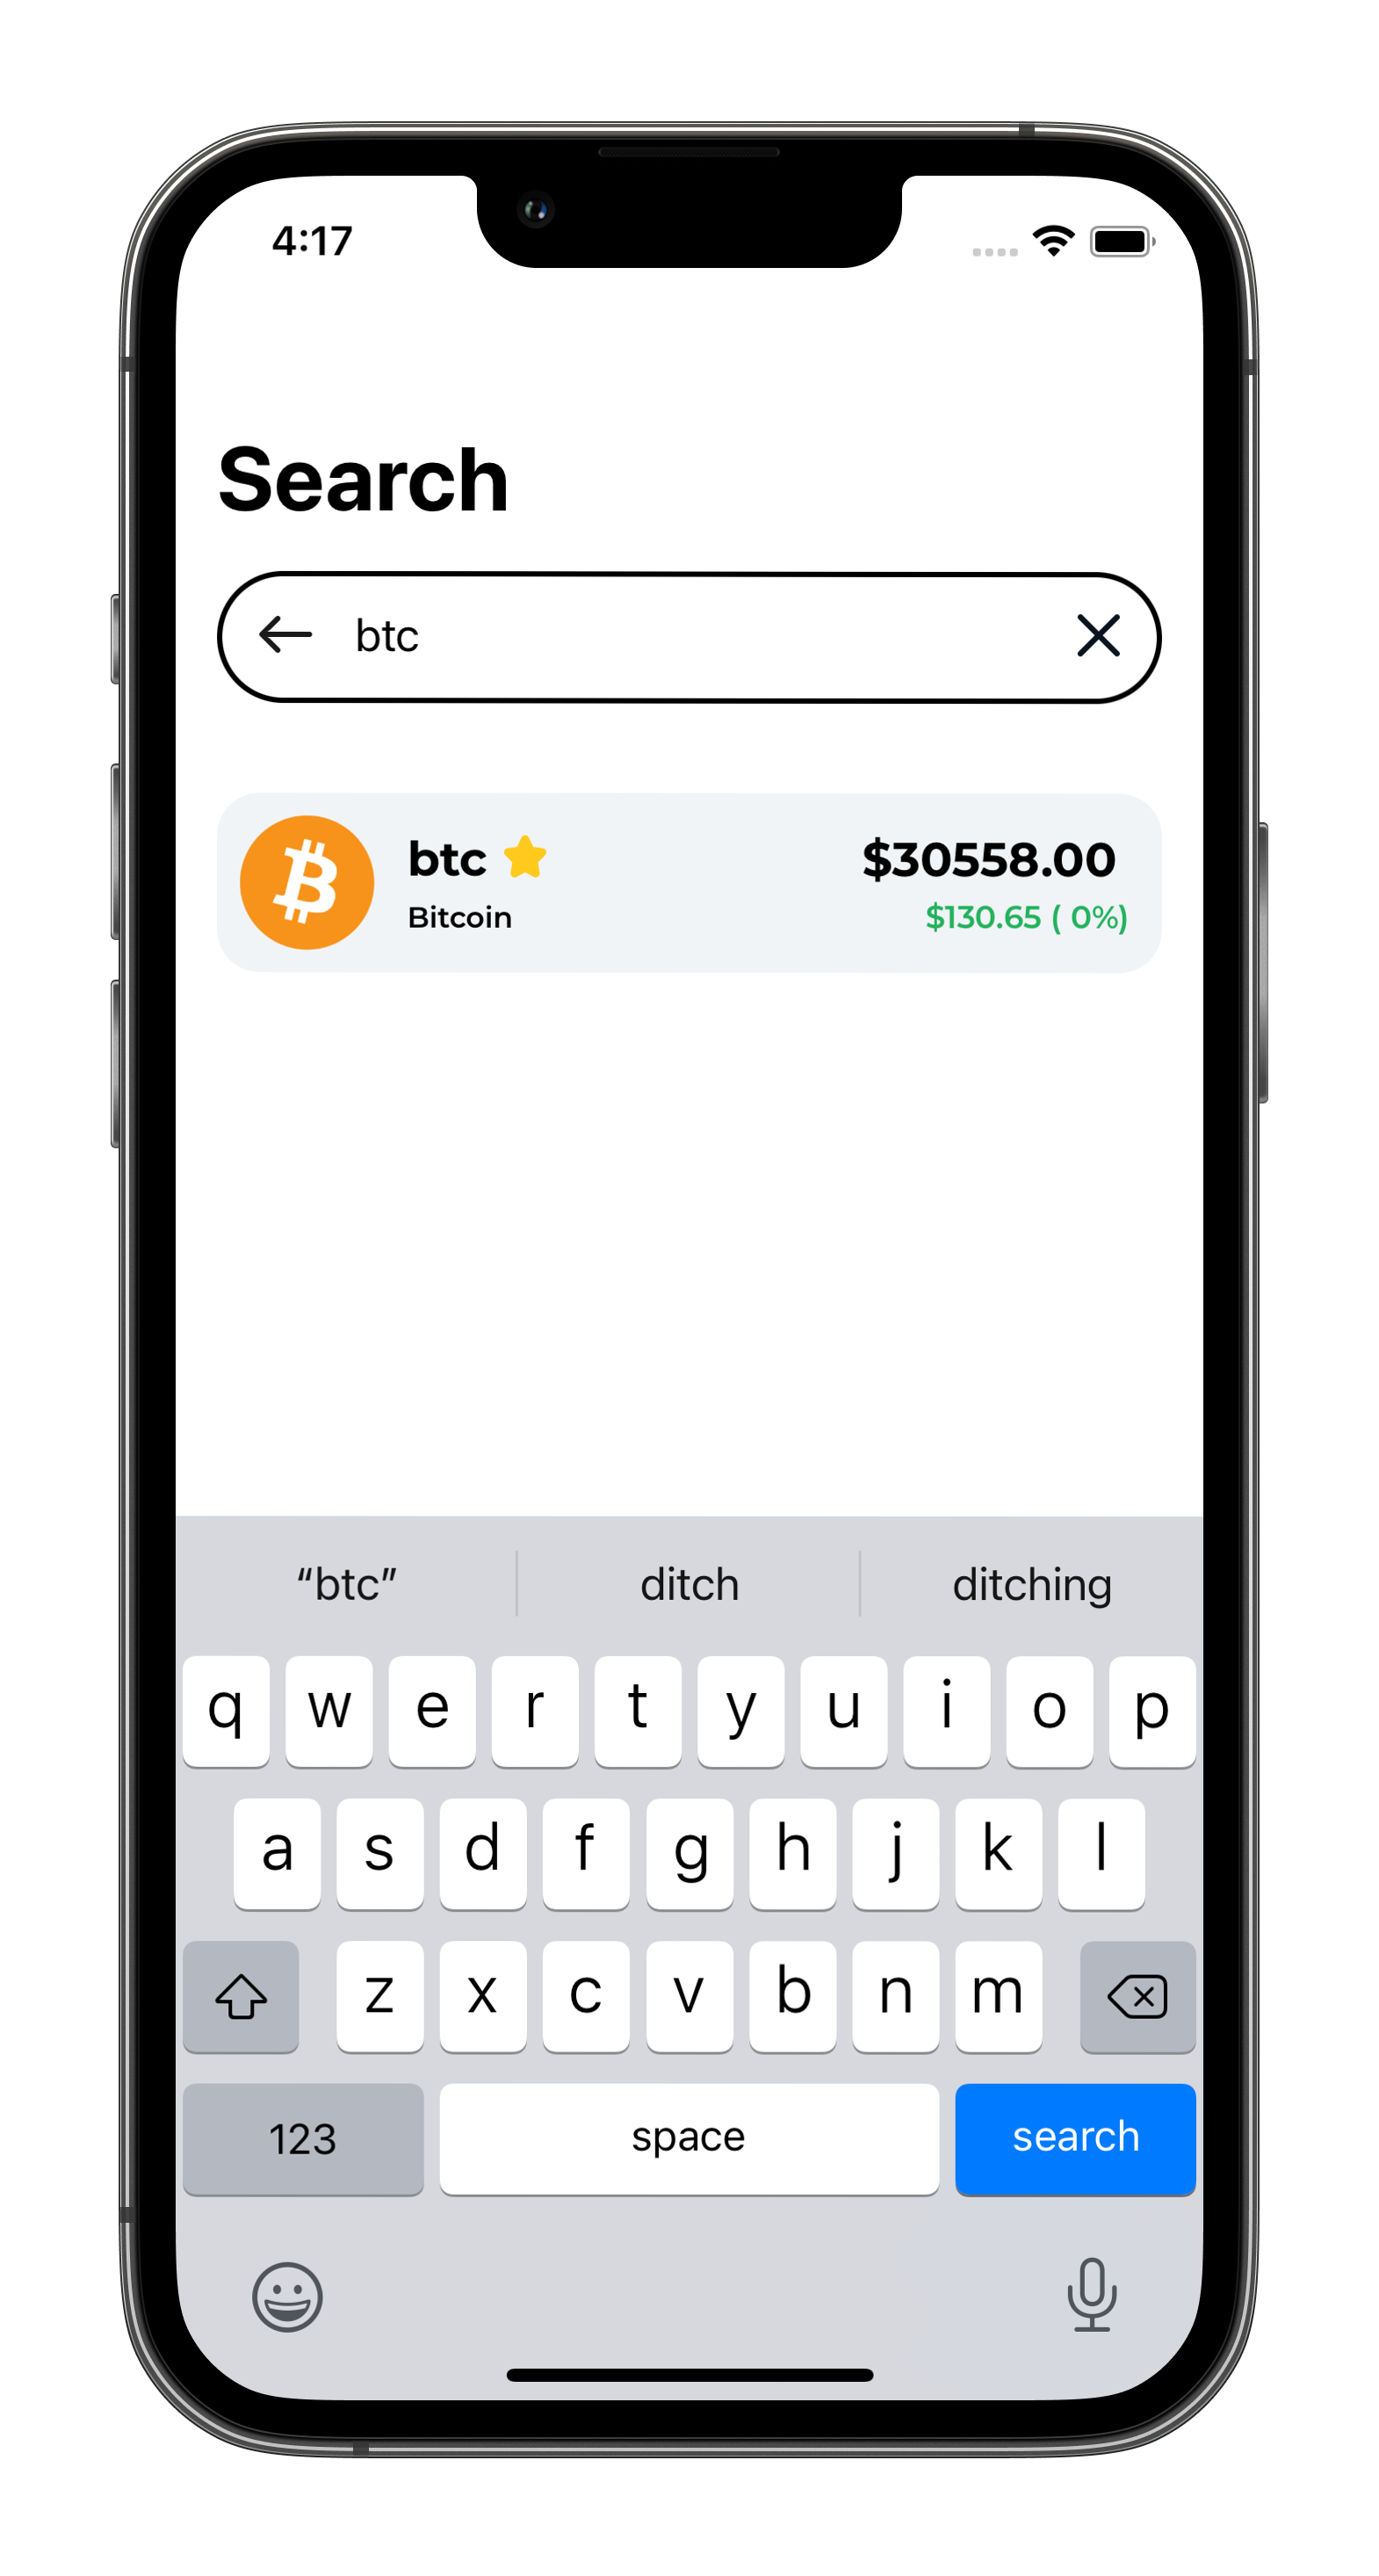 4:17
Search
btc
btc $30558.00
Bitcoin $130.65 ( 0%)
“btc” ditch ditching
q w e r t y u i o p
a s d f g h j k l
z x c v b n m
123 space search